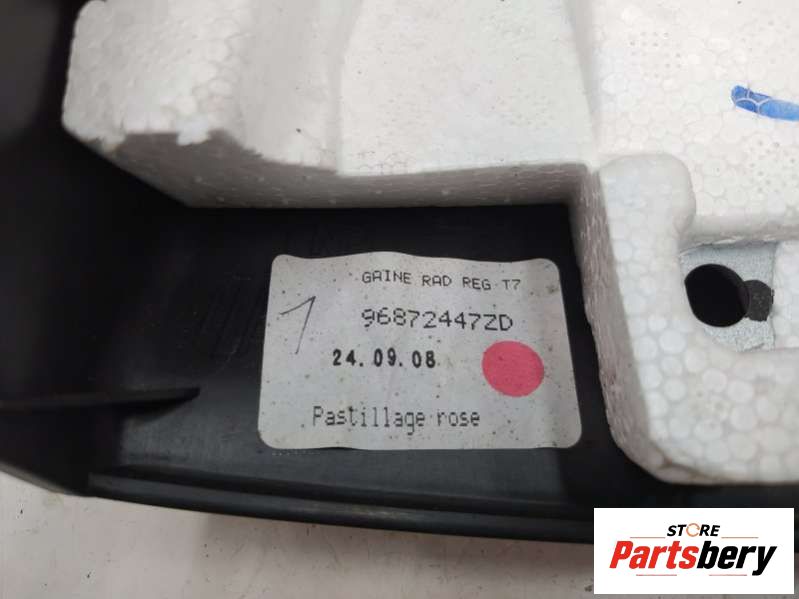 GAINE RAD REG T7
96872447ZD
1
24.09.08
Pastillage rose
STORE
Partsbery